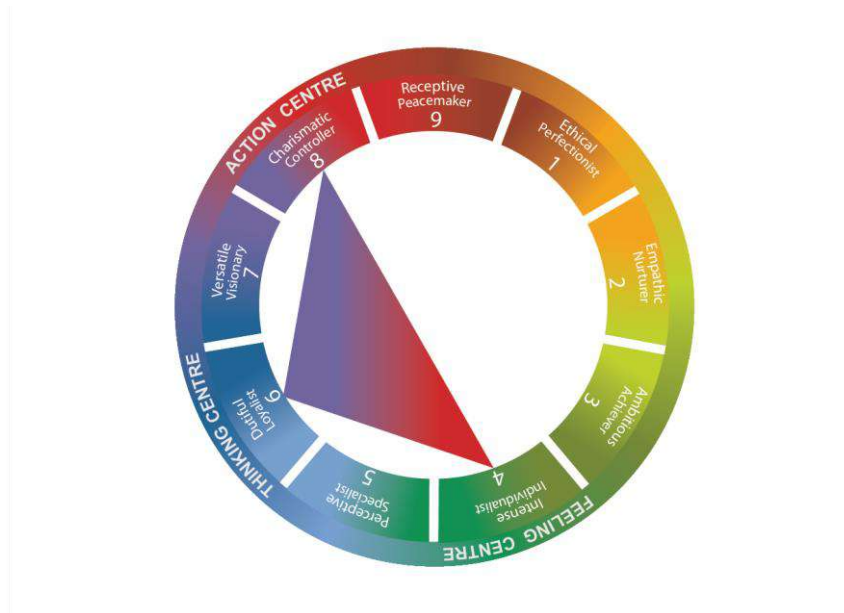 ACTION CENTRE
Receptive
Peacemaker
9
Ethical
Perfectionist
1
Empathic
Nurturer
2
Ambitious
Achiever
3
FEELING CENTRE
Intense
Individualist
4
Perceptive
Specialist
5
THINKING CENTRE
Dutiful
Loyalist
6
Versatile
Visionary
7
Charismatic
Controller
8